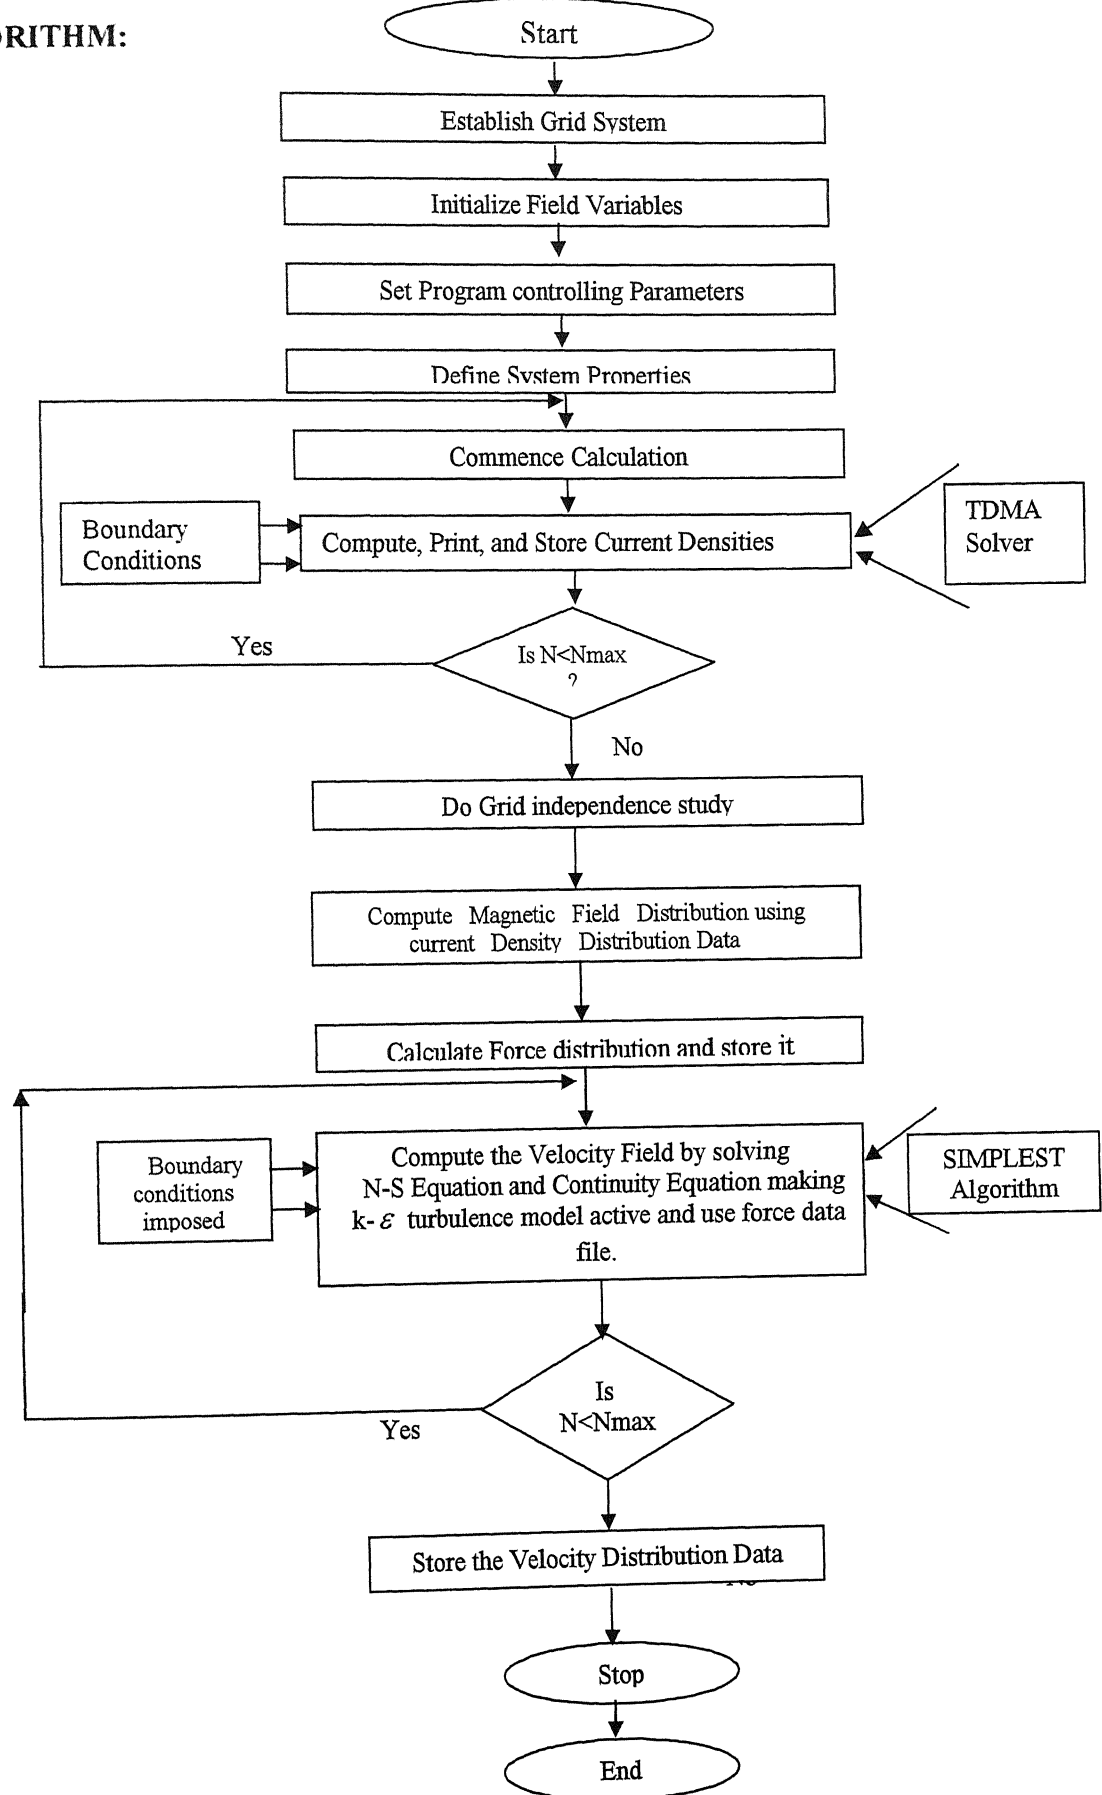 ORITHM:
Start
Establish Grid System
Initialize Field Variables
Set Program controlling Parameters
Define System Properties
Commence Calculation
Boundary
Conditions
Compute, Print, and Store Current Densities
TDMA
Solver
Yes
Is N<Nmax
?
No
Do Grid independence study
Compute Magnetic Field Distribution using
current Density Distribution Data
Calculate Force distribution and store it
Boundary
conditions
imposed
Compute the Velocity Field by solving
N-S Equation and Continuity Equation making
k- ε turbulence model active and use force data
file.
SIMPLEST
Algorithm
Is
N<Nmax
Yes
Store the Velocity Distribution Data
Stop
End